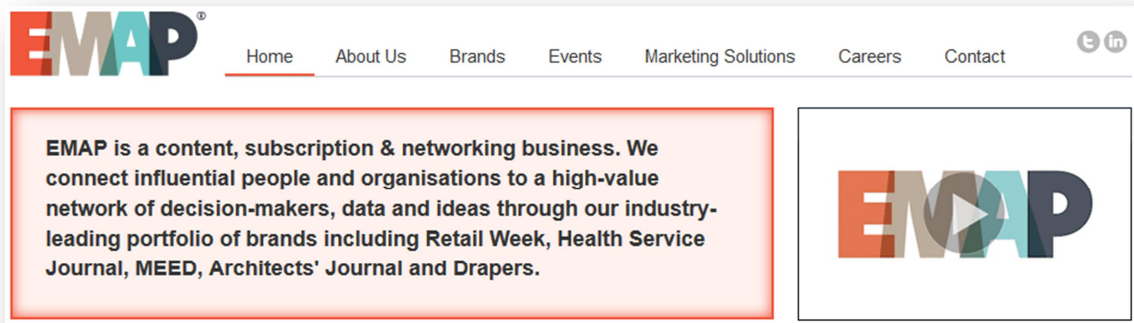 EMAP®
Home About Us Brands Events Marketing Solutions Careers Contact
EMAP is a content, subscription & networking business. We
connect influential people and organisations to a high-value
network of decision-makers, data and ideas through our industry-
leading portfolio of brands including Retail Week, Health Service
Journal, MEED, Architects' Journal and Drapers.
EMAP